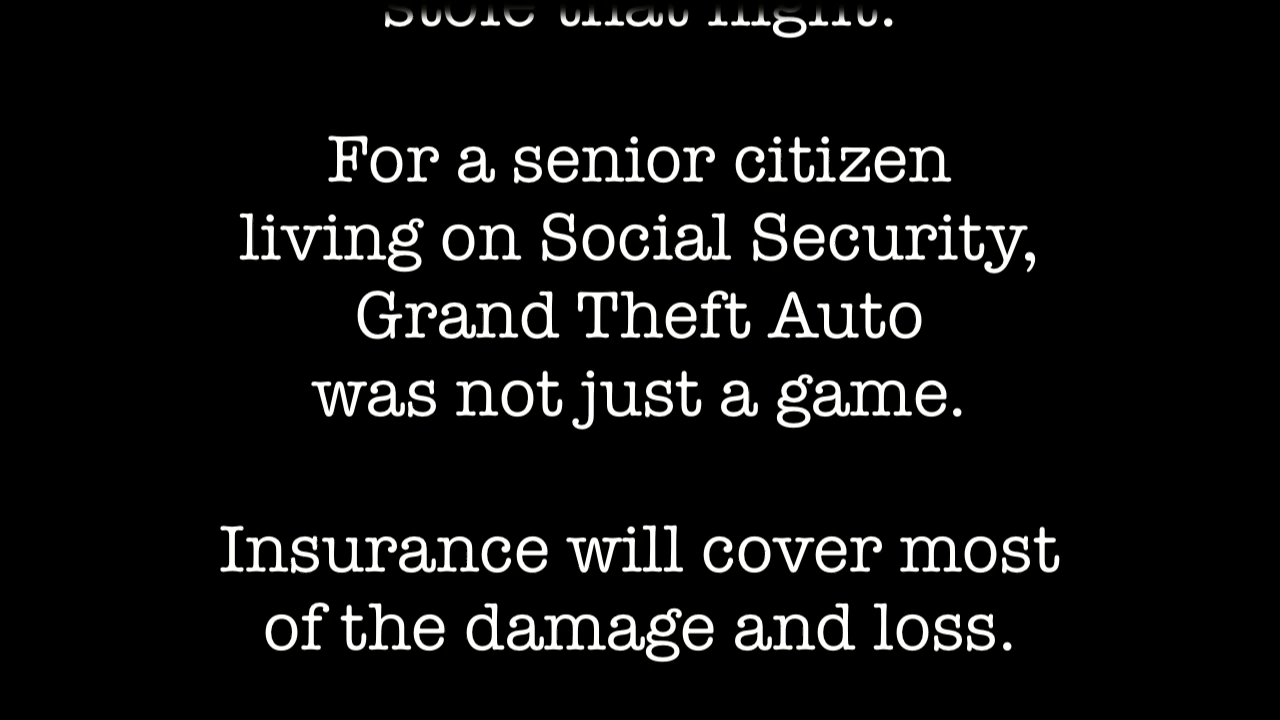 stole that night.
For a senior citizen
living on Social Security,
Grand Theft Auto
was not just a game.
Insurance will cover most
of the damage and loss.